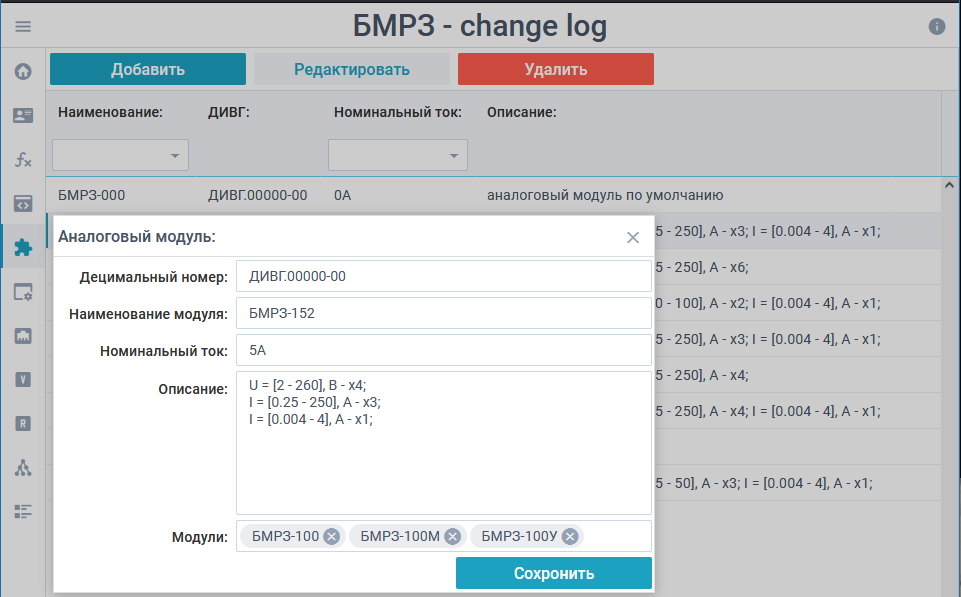 БМРЗ - change log
Добавить
Редактировать
Удалить
Наименование: ДИВГ: Номинальный ток: Описание:
БМРЗ-000 ДИВГ.00000-00 0А аналоговый модуль по умолчанию
5 - 250], А - x3; I = [0.004 - 4], А - x1;
5 - 250], А - x6;
0 - 100], А - x2; I = [0.004 - 4], А - x1;
5 - 250], А - x3; I = [0.004 - 4], А - x1;
5 - 250], А - x4;
5 - 250], А - x4; I = [0.004 - 4], А - x1;
5 - 50], А - x3; I = [0.004 - 4], А - x1;
Аналоговый модуль:
Децимальный номер: ДИВГ.00000-00
Наименование модуля: БМРЗ-152
Номинальный ток: 5А
Описание:
U = [2 - 260], В - x4;
I = [0.25 - 250], А - x3;
I = [0.004 - 4], А - x1;
Модули: БМРЗ-100 БМРЗ-100М БМРЗ-100У
Сохранить
fx
V
R